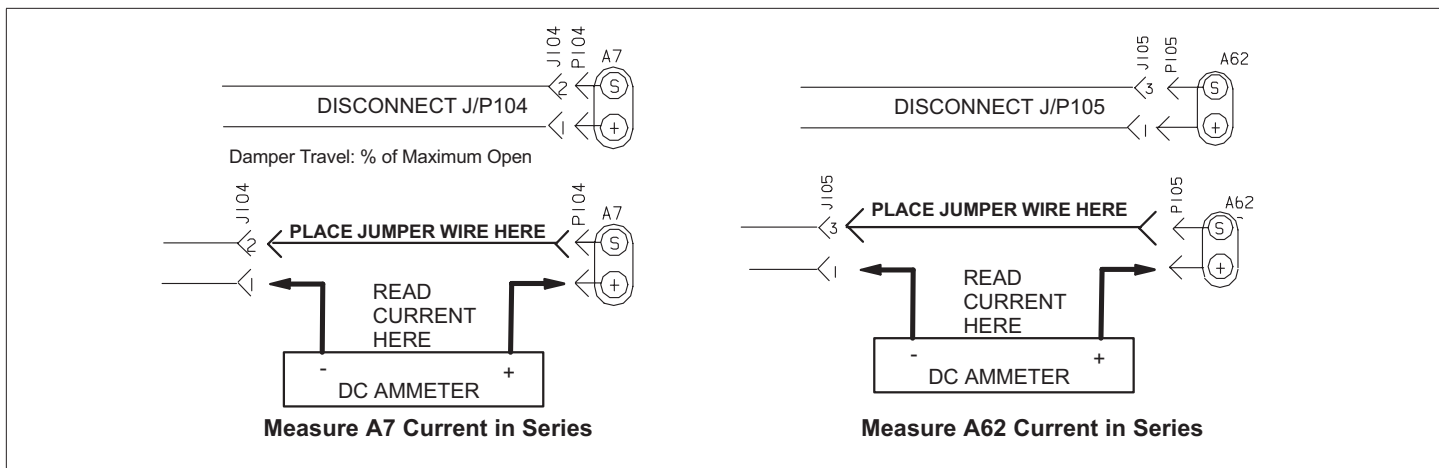 J104
P104
A7
2
S
DISCONNECT J/P104
1
+
Damper Travel: % of Maximum Open
J104
P104
A7
2
PLACE JUMPER WIRE HERE
S
1
+
READ
CURRENT
HERE
-
+
DC AMMETER
Measure A7 Current in Series
J105
P105
A62
3
S
DISCONNECT J/P105
1
+
J105
P105
A62
3
PLACE JUMPER WIRE HERE
S
1
+
READ
CURRENT
HERE
-
+
DC AMMETER
Measure A62 Current in Series